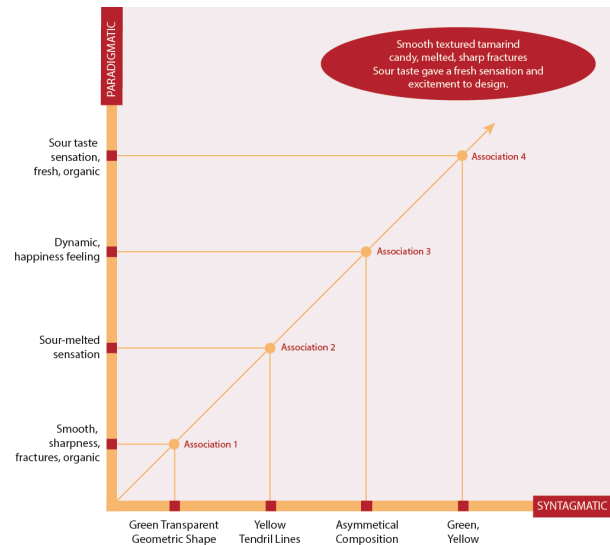 PARADIGMATIC
Smooth textured tamarind
candy, melted, sharp fractures
Sour taste gave a fresh sensation and
excitement to design.
Sour taste
sensation,
fresh, organic
Association 4
Dynamic,
happiness feeling
Association 3
Sour-melted
sensation
Association 2
Smooth,
sharpness,
fractures, organic
Association 1
SYNTAGMATIC
Green Transparent
Geometric Shape
Yellow
Tendril Lines
Asymmetical
Composition
Green,
Yellow